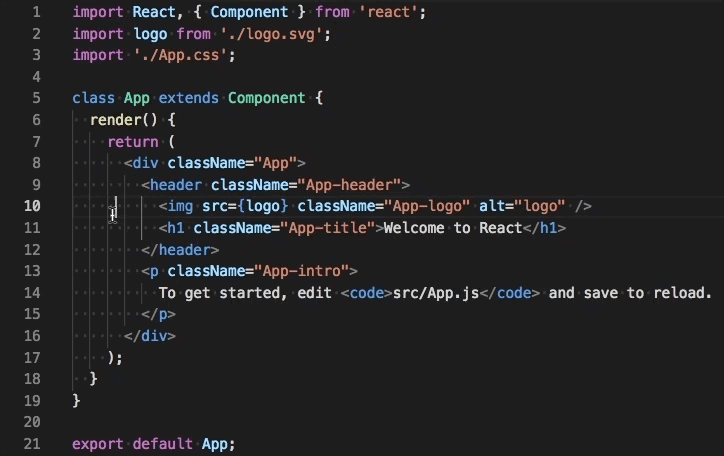 1 import React, { Component } from 'react';
2 import logo from './logo.svg';
3 import './App.css';
4
5 class App extends Component {
6   render() {
7     return (
8       <div className="App">
9         <header className="App-header">
10           <img src={logo} className="App-logo" alt="logo" />
11           <h1 className="App-title">Welcome to React</h1>
12         </header>
13         <p className="App-intro">
14           To get started, edit <code>src/App.js</code> and save to reload.
15         </p>
16       </div>
17     );
18   }
19 }
20
21 export default App;